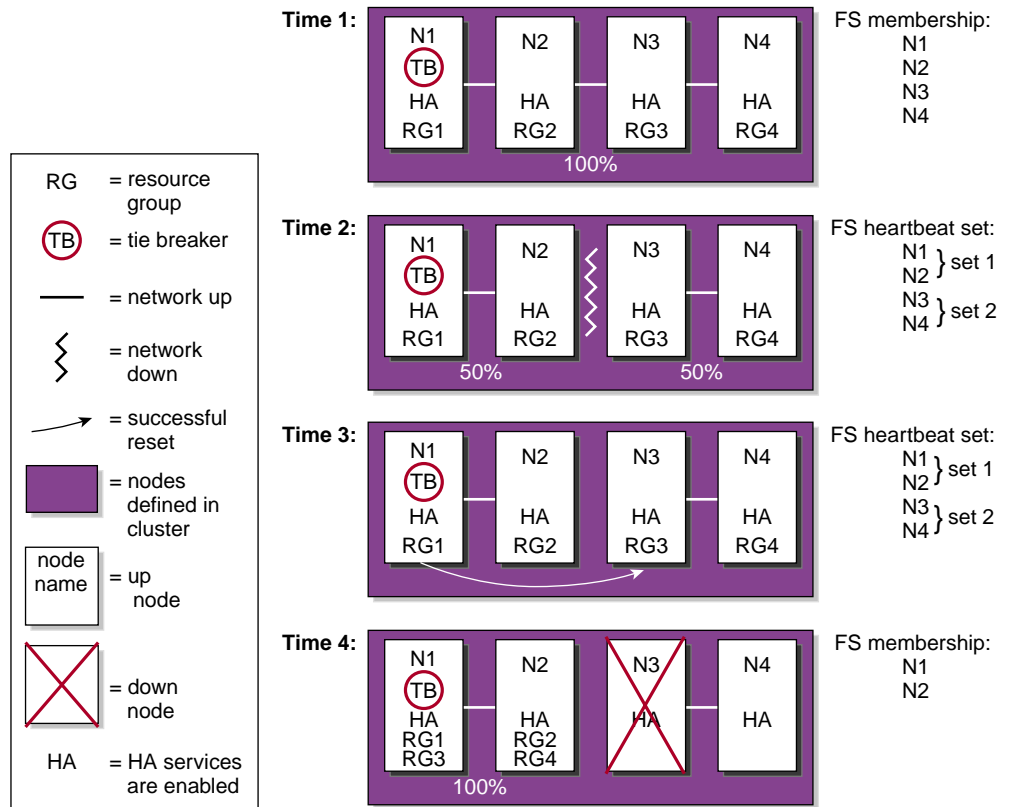 RG = resource
group
TB = tie breaker
= network up
= network
down
= successful
reset
= nodes
defined in
cluster
node
name
= up
node
= down
node
HA = HA services
are enabled
Time 1:
N1 N2 N3 N4
TB
HA HA HA HA
RG1 RG2 RG3 RG4
100%
FS membership:
N1
N2
N3
N4
Time 2:
N1 N2 N3 N4
TB
HA HA HA HA
RG1 RG2 RG3 RG4
50% 50%
FS heartbeat set:
N1
N2 } set 1
N3
N4 } set 2
Time 3:
N1 N2 N3 N4
TB
HA HA HA HA
RG1 RG2 RG3 RG4
FS heartbeat set:
N1
N2 } set 1
N3
N4 } set 2
Time 4:
N1 N2 N3 N4
TB
HA HA HA HA
RG1 RG2
RG3 RG4
100%
FS membership:
N1
N2